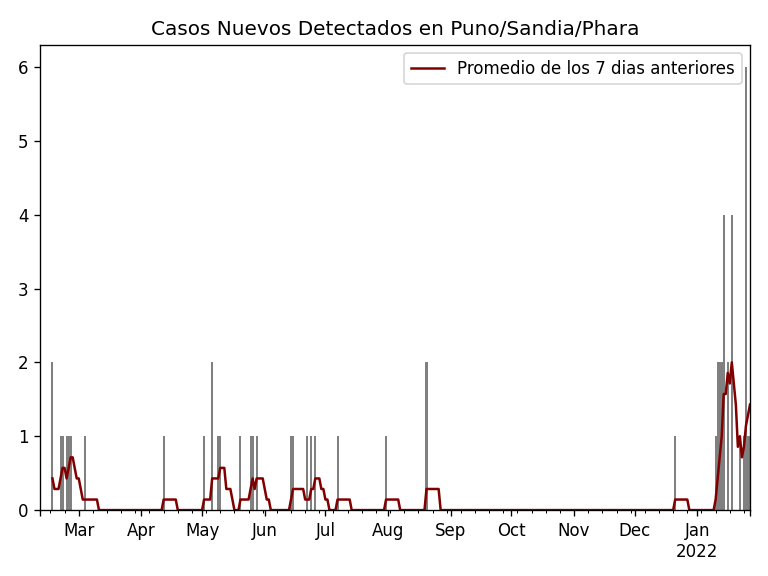 Casos Nuevos Detectados en Puno/Sandia/Phara
Promedio de los 7 dias anteriores
6
5
4
3
2
1
0
Mar Apr May Jun Jul Aug Sep Oct Nov Dec Jan
2022